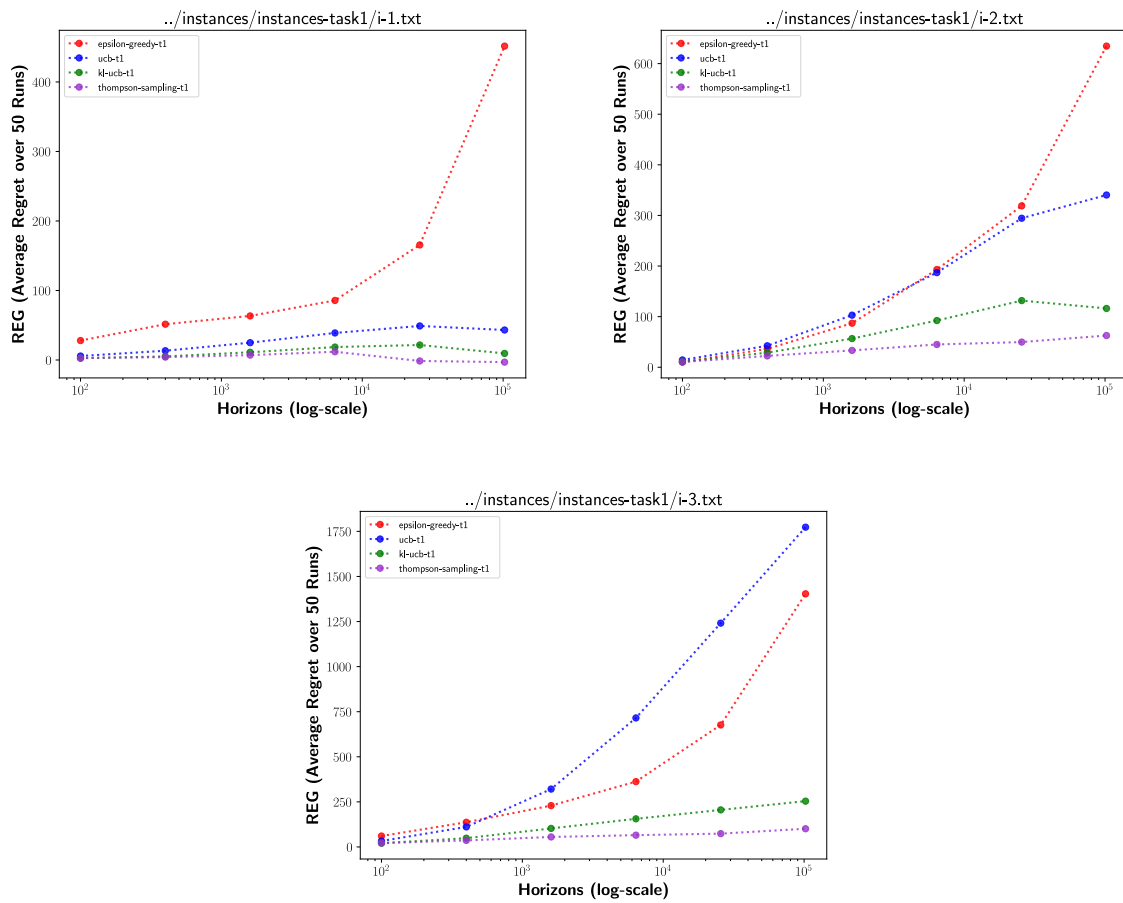 ../instances/instances-task1/i-1.txt
REG (Average Regret over 50 Runs)
400
300
200
100
0
epsilon-greedy-t1
ucb-t1
kl-ucb-t1
thompson-sampling-t1
10^2
10^3
10^4
10^5
Horizons (log-scale)
../instances/instances-task1/i-2.txt
REG (Average Regret over 50 Runs)
600
500
400
300
200
100
0
epsilon-greedy-t1
ucb-t1
kl-ucb-t1
thompson-sampling-t1
10^2
10^3
10^4
10^5
Horizons (log-scale)
../instances/instances-task1/i-3.txt
REG (Average Regret over 50 Runs)
1750
1500
1250
1000
750
500
250
0
epsilon-greedy-t1
ucb-t1
kl-ucb-t1
thompson-sampling-t1
10^2
10^3
10^4
10^5
Horizons (log-scale)